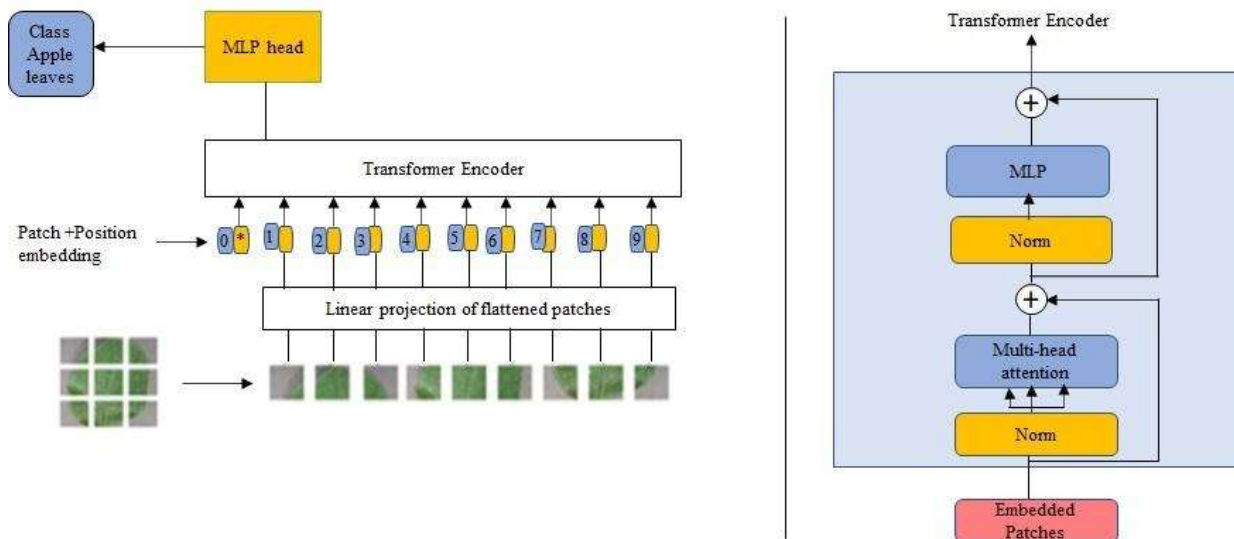 Class
Apple
leaves
MLP head
Transformer Encoder
Patch +Position
embedding
0 * 1 2 3 4 5 6 7 8 9
Linear projection of flattened patches
Transformer Encoder
+
MLP
Norm
+
Multi-head
attention
Norm
Embedded
Patches